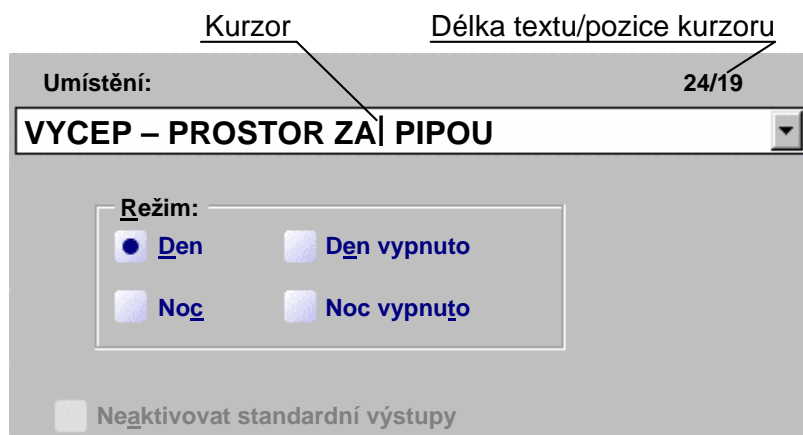 Kurzor Délka textu/pozice kurzoru
Umístění: 24/19
VYCEP – PROSTOR ZA PIPOU
Režim:
Den Den vypnuto
Noc Noc vypnuto
Neaktivovat standardní výstupy